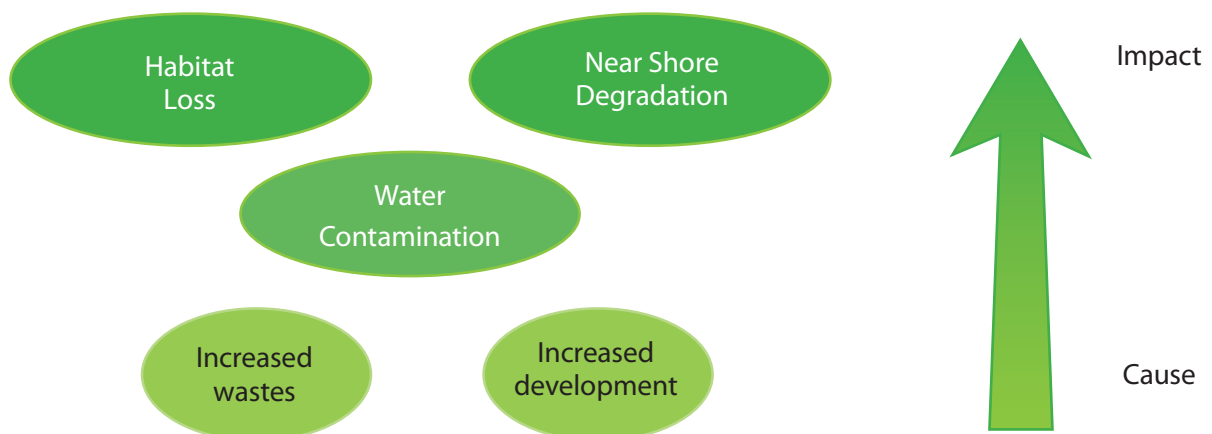 Habitat
Loss
Near Shore
Degradation
Impact
Water
Contamination
Increased
wastes
Increased
development
Cause